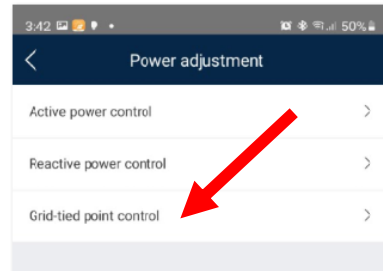 3:42 50%
Power adjustment
Active power control
Reactive power control
Grid-tied point control